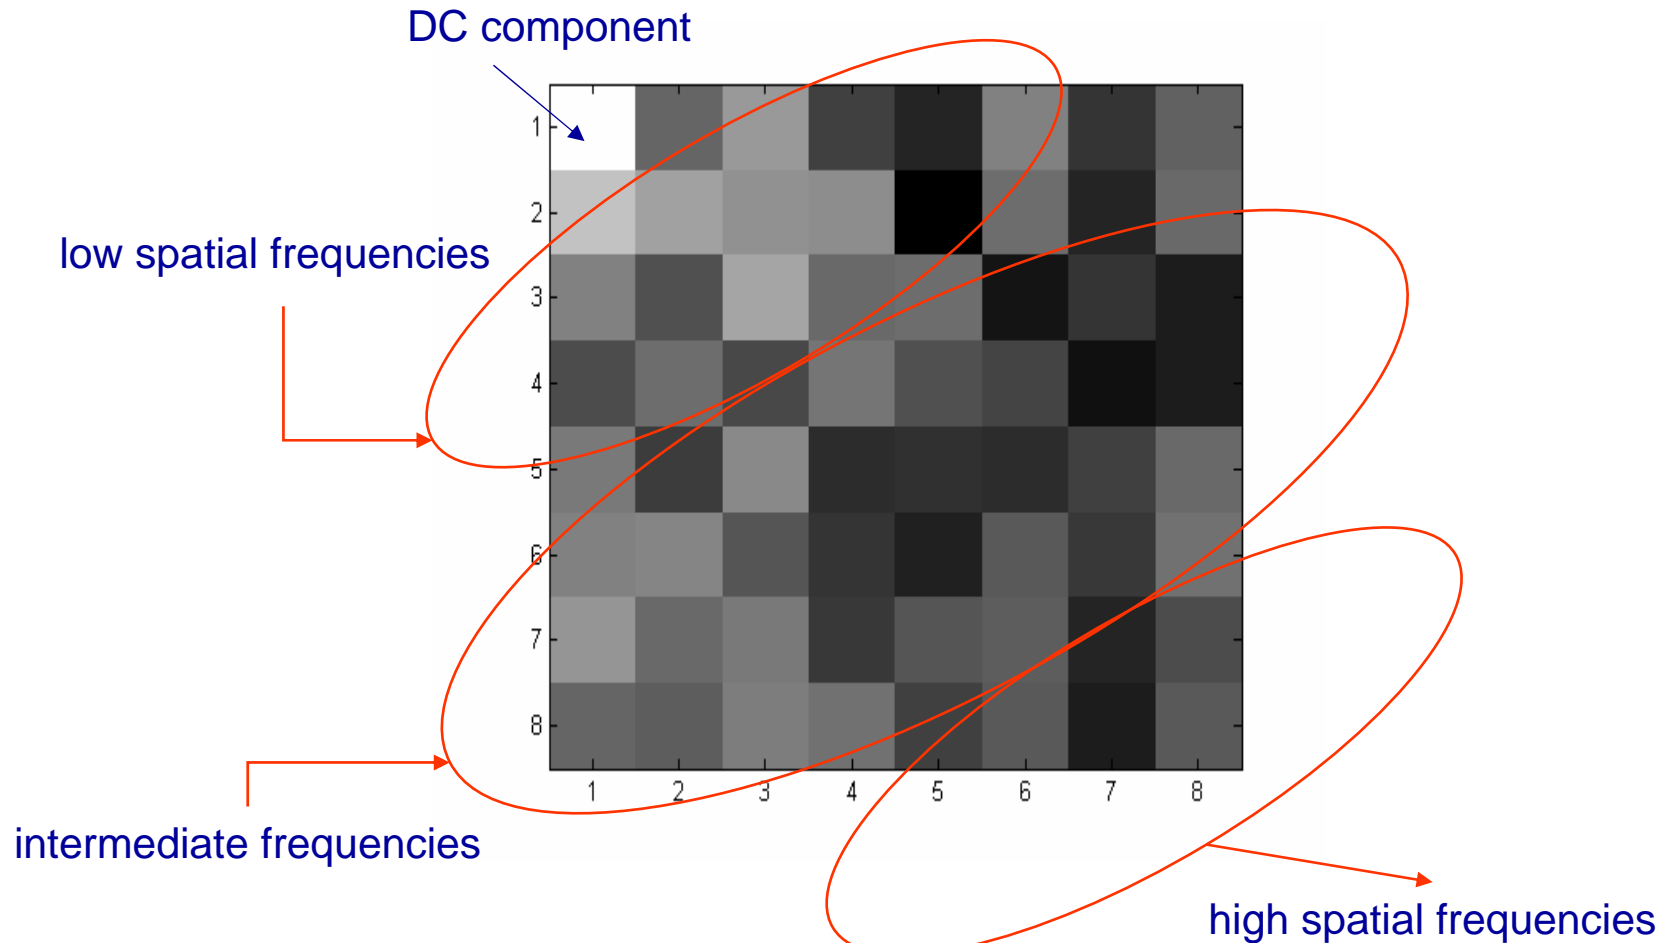 DC component
low spatial frequencies
1
2
3
4
5
6
7
8
1 2 3 4 5 6 7 8
intermediate frequencies
high spatial frequencies